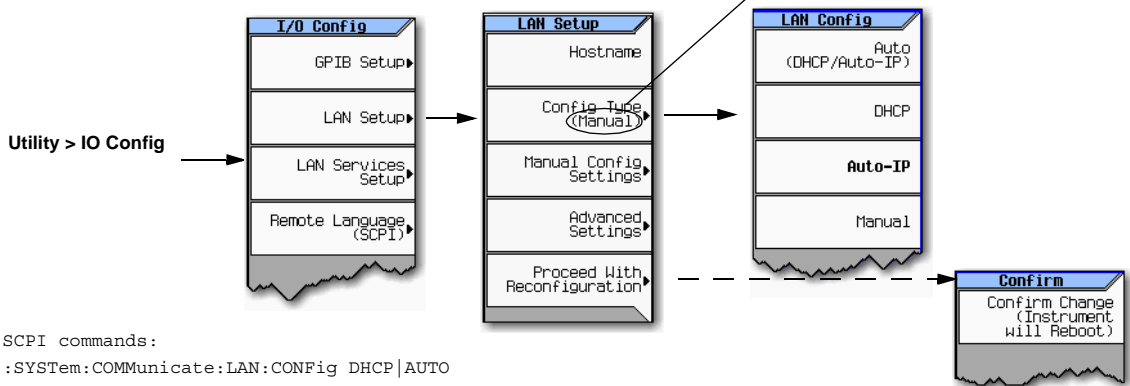 Utility > IO Config
I/O Config
GPIB Setup
LAN Setup
LAN Services
Setup
Remote Language
(SCPI)
LAN Setup
Hostname
Config Type
(Manual)
Manual Config
Settings
Advanced
Settings
Proceed With
Reconfiguration
LAN Config
Auto
(DHCP/Auto-IP)
DHCP
Auto-IP
Manual
Confirm
Confirm Change
(Instrument
will Reboot)
SCPI commands:
:SYSTem:COMMunicate:LAN:CONFig DHCP|AUTO